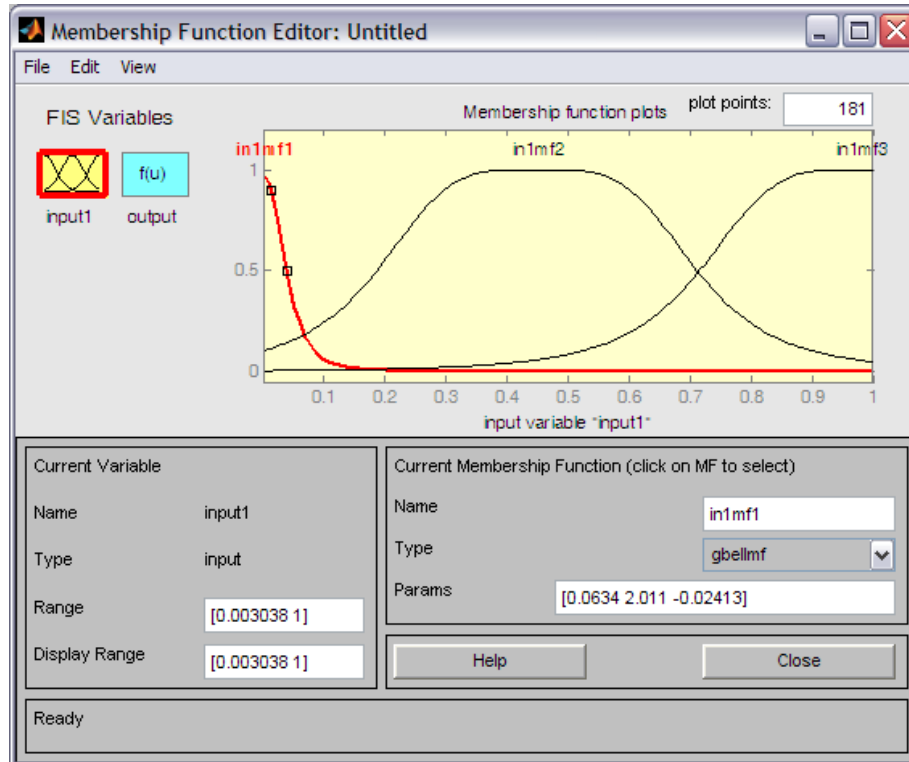 Membership Function Editor: Untitled
File Edit View
FIS Variables
f(u)
input1 output
Membership function plots plot points: 181
in1mf1 in1mf2 in1mf3
1
0.5
0
0.1 0.2 0.3 0.4 0.5 0.6 0.7 0.8 0.9 1
input variable "input1"
Current Variable
Name input1
Type input
Range [0.003038 1]
Display Range [0.003038 1]
Current Membership Function (click on MF to select)
Name in1mf1
Type gbellmf
Params [0.0634 2.011 -0.02413]
Help Close
Ready